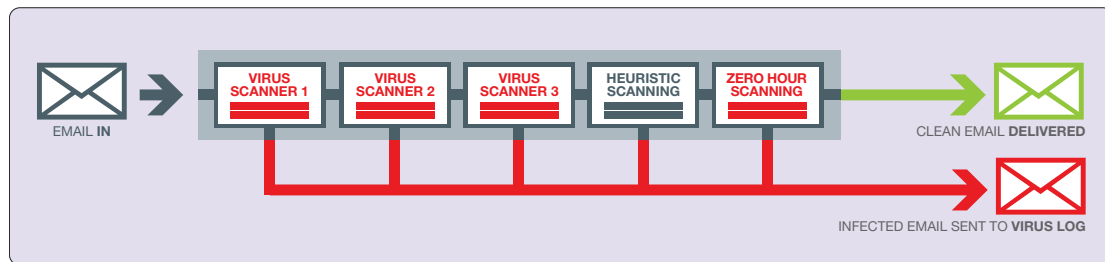 VIRUS
SCANNER 1
VIRUS
SCANNER 2
VIRUS
SCANNER 3
HEURISTIC
SCANNING
ZERO HOUR
SCANNING
EMAIL IN
CLEAN EMAIL DELIVERED
INFECTED EMAIL SENT TO VIRUS LOG